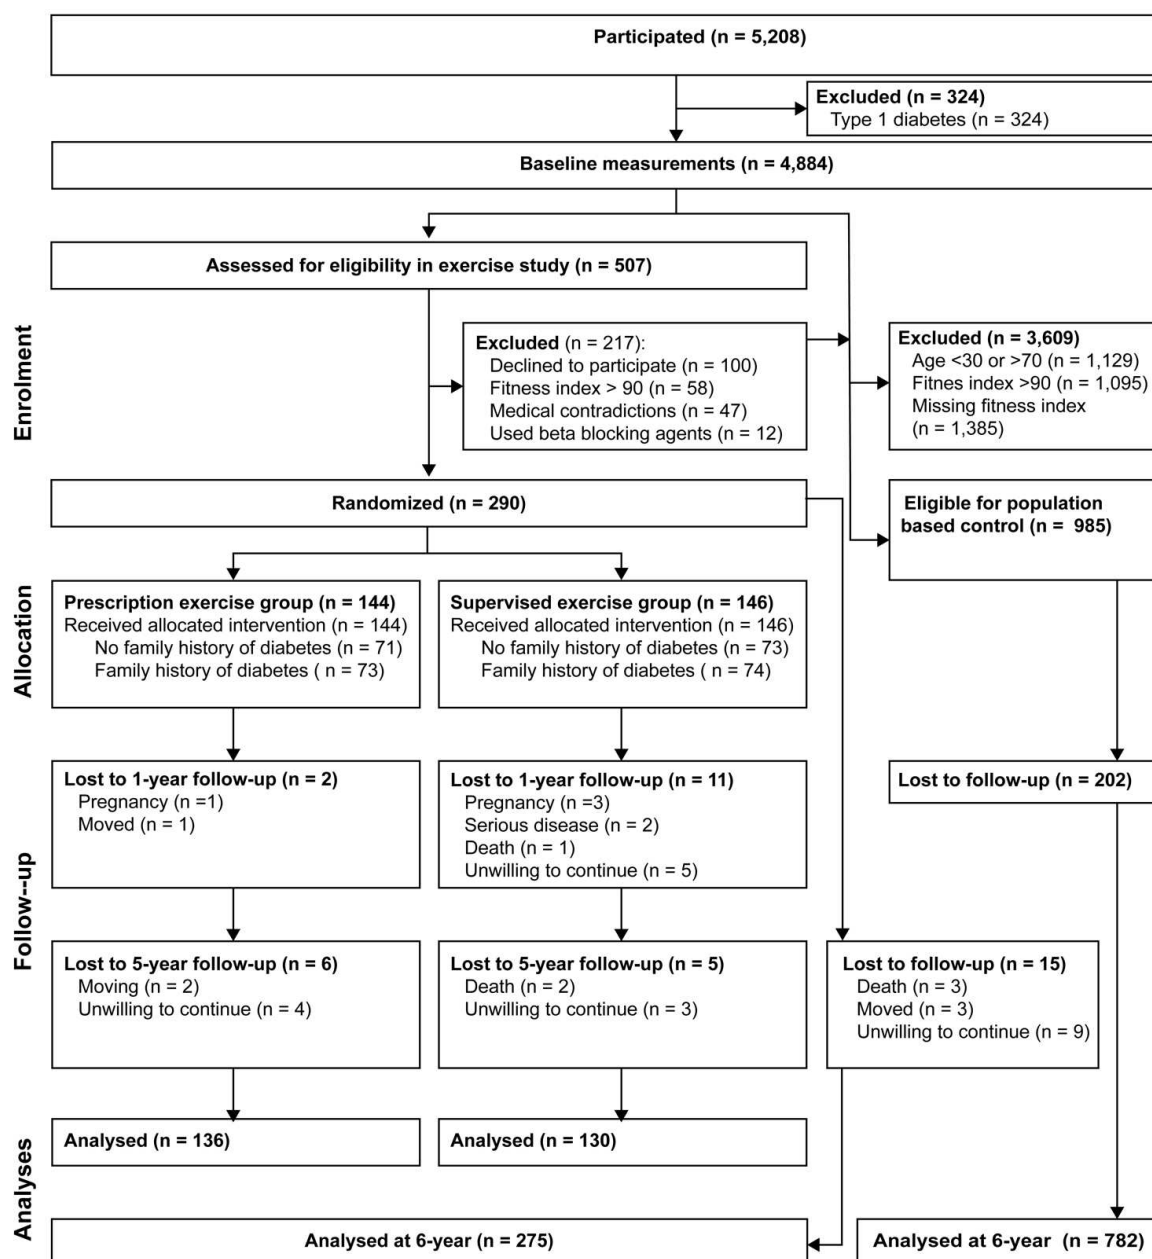 Participated (n = 5,208)
Excluded (n = 324)
Type 1 diabetes (n = 324)
Baseline measurements (n = 4,884)
Assessed for eligibility in exercise study (n = 507)
Enrolment
Excluded (n = 217):
Declined to participate (n = 100)
Fitness index > 90 (n = 58)
Medical contradictions (n = 47)
Used beta blocking agents (n = 12)
Excluded (n = 3,609)
Age <30 or >70 (n = 1,129)
Fitnes index >90 (n = 1,095)
Missing fitness index
(n = 1,385)
Randomized (n = 290)
Eligible for population
based control (n = 985)
Allocation
Prescription exercise group (n = 144)
Received allocated intervention (n = 144)
No family history of diabetes (n = 71)
Family history of diabetes ( n = 73)
Supervised exercise group (n = 146)
Received allocated intervention (n = 146)
No family history of diabetes (n = 73)
Family history of diabetes ( n = 74)
Follow--up
Lost to 1-year follow-up (n = 2)
Pregnancy (n =1)
Moved (n = 1)
Lost to 1-year follow-up (n = 11)
Pregnancy (n =3)
Serious disease (n = 2)
Death (n = 1)
Unwilling to continue (n = 5)
Lost to follow-up (n = 202)
Lost to 5-year follow-up (n = 6)
Moving (n = 2)
Unwilling to continue (n = 4)
Lost to 5-year follow-up (n = 5)
Death (n = 2)
Unwilling to continue (n = 3)
Lost to follow-up (n = 15)
Death (n = 3)
Moved (n = 3)
Unwilling to continue (n = 9)
Analyses
Analysed (n = 136)
Analysed (n = 130)
Analysed at 6-year (n = 275)
Analysed at 6-year (n = 782)